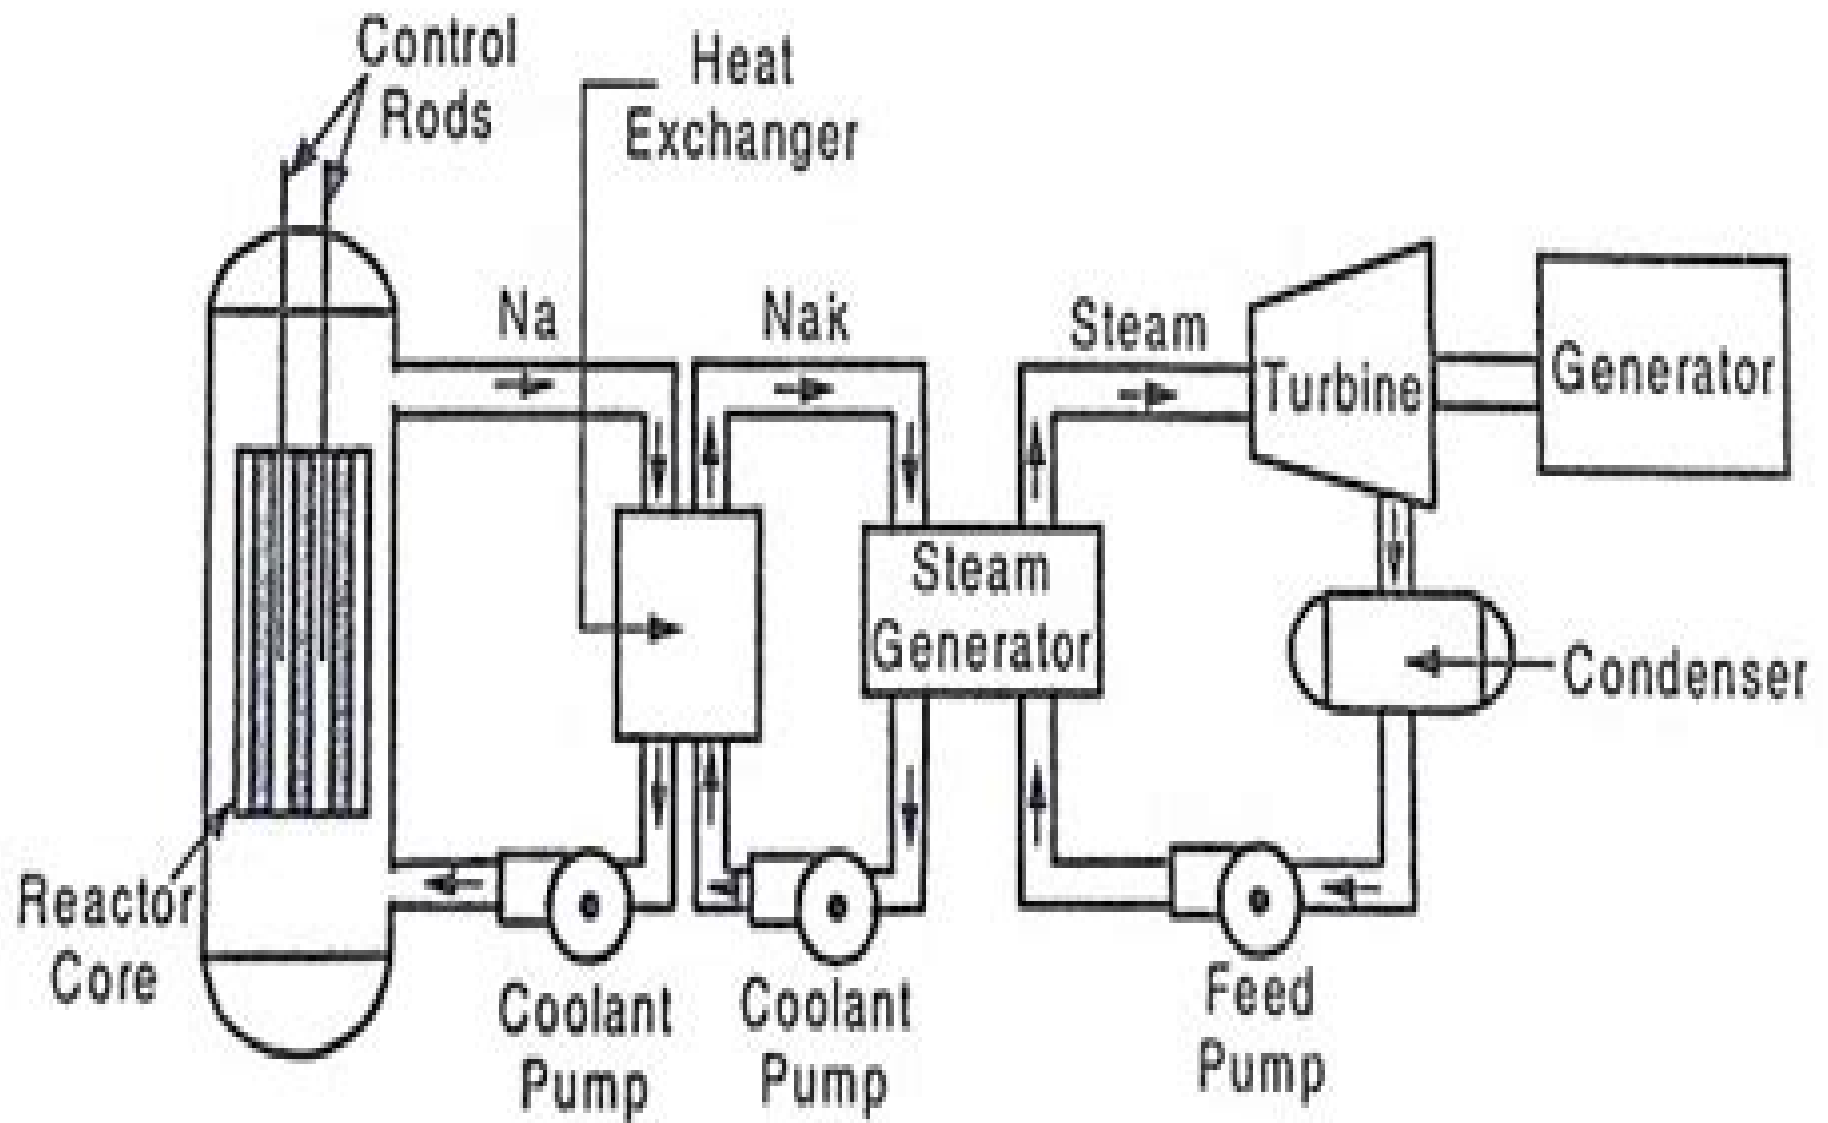 Control
Rods
Heat
Exchanger
Na
Nak
Steam
Turbine
Generator
Steam
Generator
Condenser
Reactor
Core
Coolant
Pump
Coolant
Pump
Feed
Pump